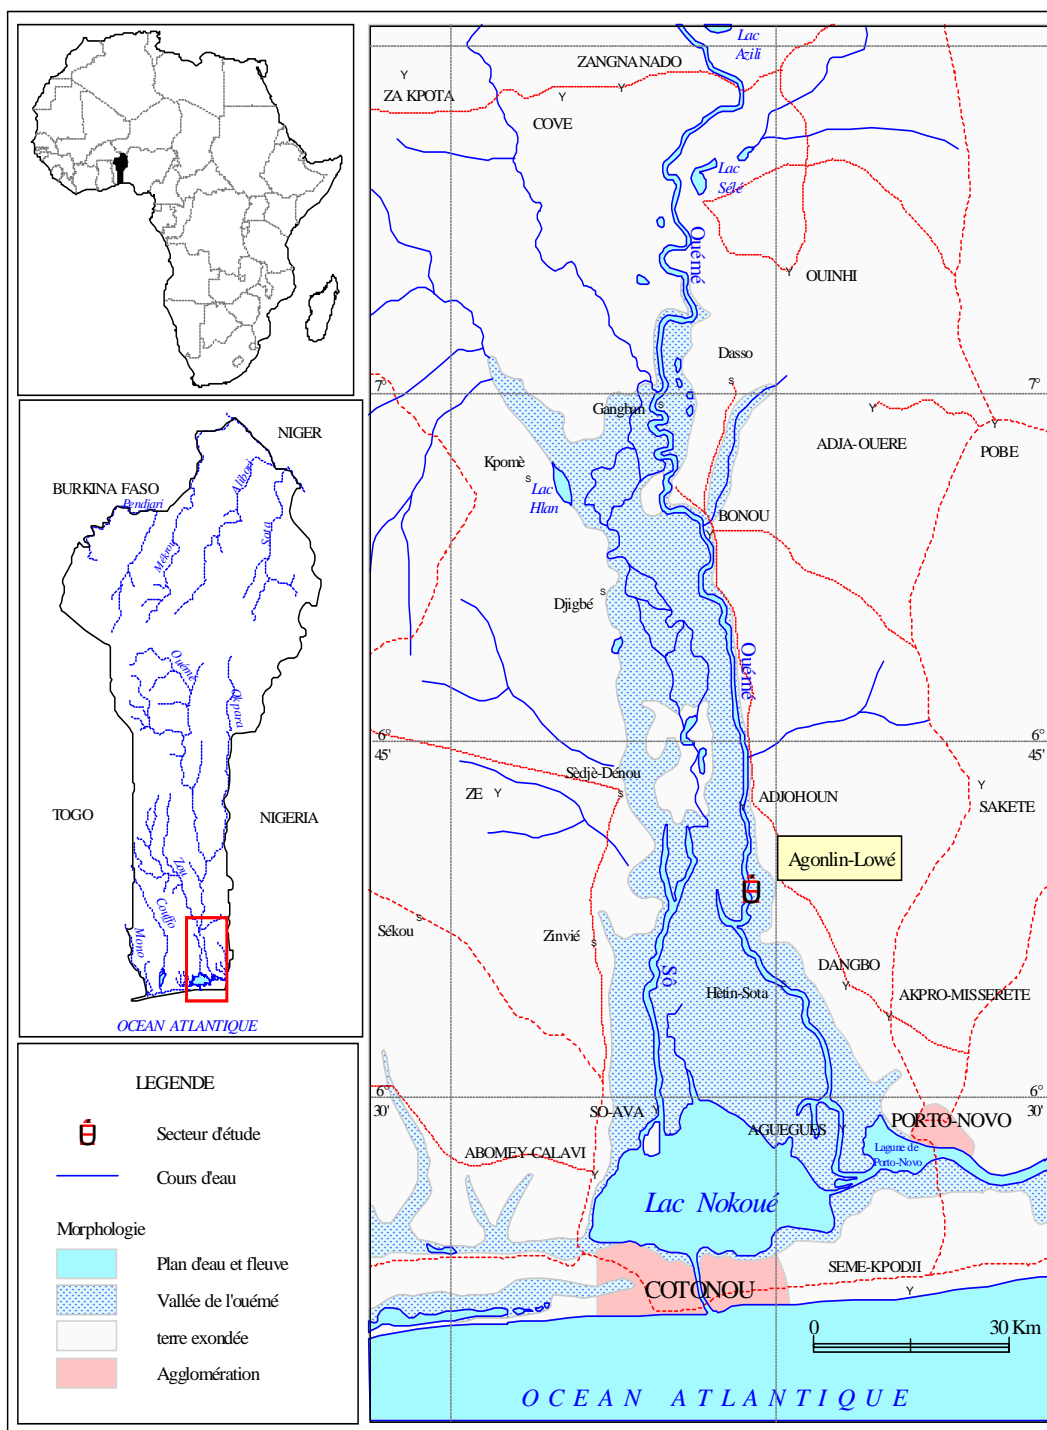 NIGER
BURKINA FASO
Pendjari
Alibori
Mékrou
Sota
Ouémé
Okpara
TOGO
NIGERIA
Zou
Couffo
Mono
OCEAN ATLANTIQUE
LEGENDE
Secteur d'étude
Cours d'eau
Morphologie
Plan d'eau et fleuve
Vallée de l'ouémé
terre exondée
Agglomération
Lac
Azili
ZANGNANADO
ZA KPOTA
COVE
Lac
Sélé
Ouémé
OUINHI
Dasso
7°
7°
Gangban
ADJA-OUERE
POBE
Kpomè
Lac
Hlan
BONOU
Djigbé
Ouémé
6°
45'
6°
45'
Sèdjè-Dénou
ZE
ADJOHOUN
SAKETE
Agonlin-Lowé
Sékou
Zinvié
Sô
DANGBO
Hètin-Sota
AKPRO-MISSERETE
6°
30'
6°
30'
SO-AVA
AGUEGUES
PORTO-NOVO
ABOMEY-CALAVI
Lagune de
Porto-Novo
Lac Nokoué
SEME-KPODJI
COTONOU
0 30 Km
OCEAN ATLANTIQUE